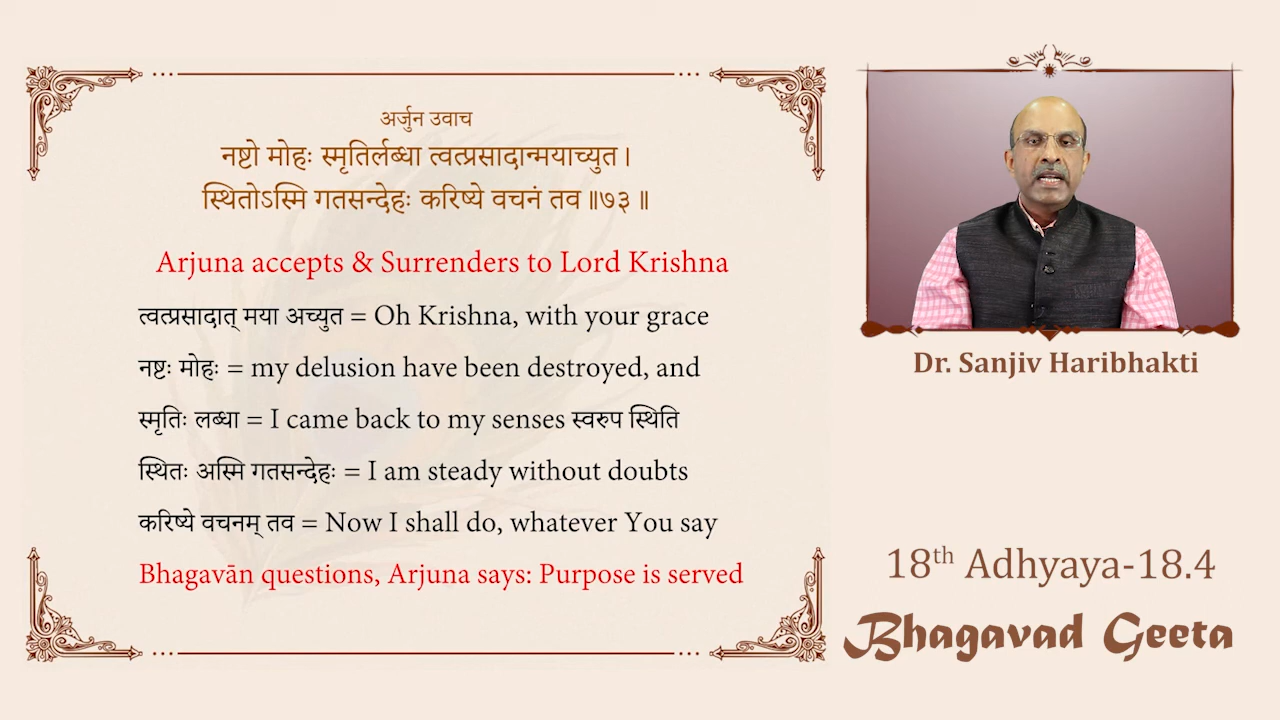 अर्जुन उवाच
नष्टो मोहः स्मृतिर्लब्धा त्वत्प्रसादान्मयाच्युत ।
स्थितोऽस्मि गतसन्देहः करिष्ये वचनं तव ॥७३ ॥
Arjuna accepts & Surrenders to Lord Krishna
त्वत्प्रसादात् मया अच्युत = Oh Krishna, with your grace
नष्टः मोहः = my delusion have been destroyed, and
स्मृतिः लब्धा = I came back to my senses स्वरुप स्थिति
स्थितः अस्मि गतसन्देहः = I am steady without doubts
करिष्ये वचनम् तव = Now I shall do, whatever You say
Bhagavān questions, Arjuna says: Purpose is served
Dr. Sanjiv Haribhakti
18th Adhyaya-18.4
Bhagavad Geeta